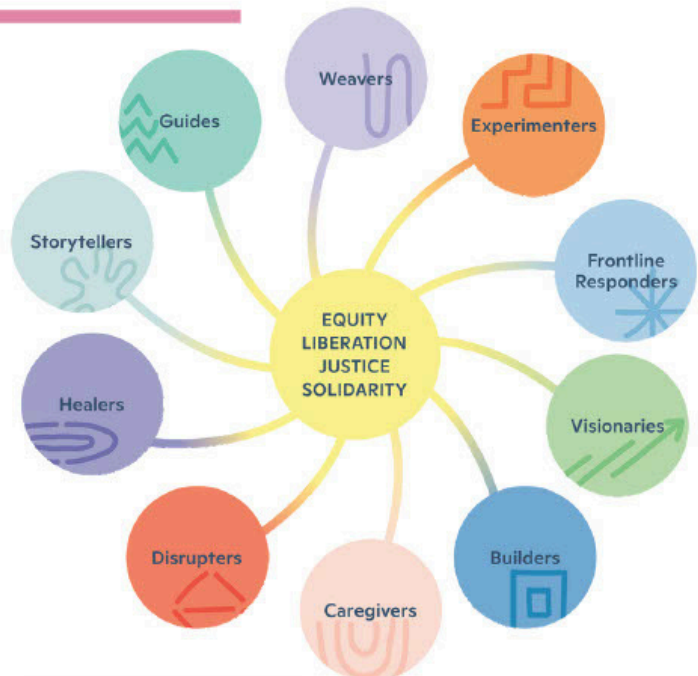 Weavers
Experimenters
Guides
Storytellers
Frontline
Responders
EQUITY
LIBERATION
JUSTICE
SOLIDARITY
Healers
Visionaries
Disrupters
Builders
Caregivers